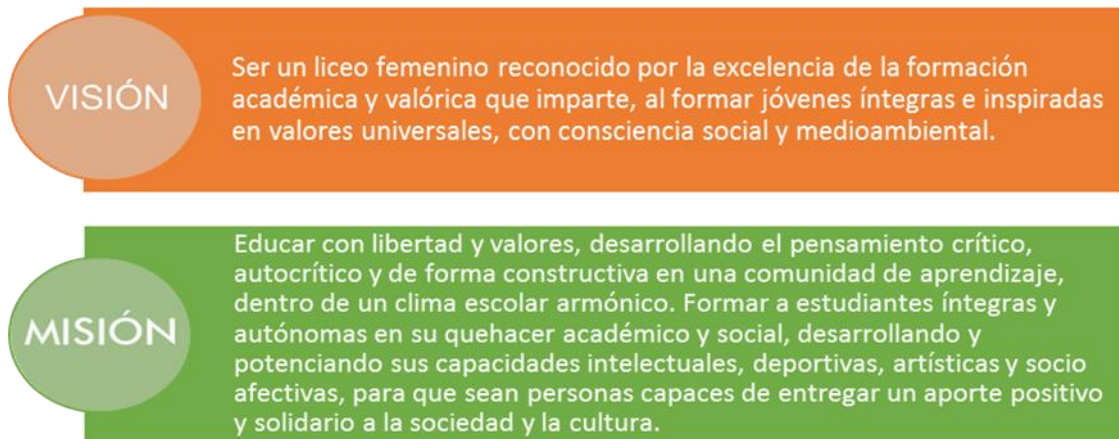 VISIÓN
Ser un liceo femenino reconocido por la excelencia de la formación
académica y valórica que imparte, al formar jóvenes íntegras e inspiradas
en valores universales, con consciencia social y medioambiental.
MISIÓN
Educar con libertad y valores, desarrollando el pensamiento crítico,
autocrítico y de forma constructiva en una comunidad de aprendizaje,
dentro de un clima escolar armónico. Formar a estudiantes íntegras y
autónomas en su quehacer académico y social, desarrollando y
potenciando sus capacidades intelectuales, deportivas, artísticas y socio
afectivas, para que sean personas capaces de entregar un aporte positivo
y solidario a la sociedad y la cultura.